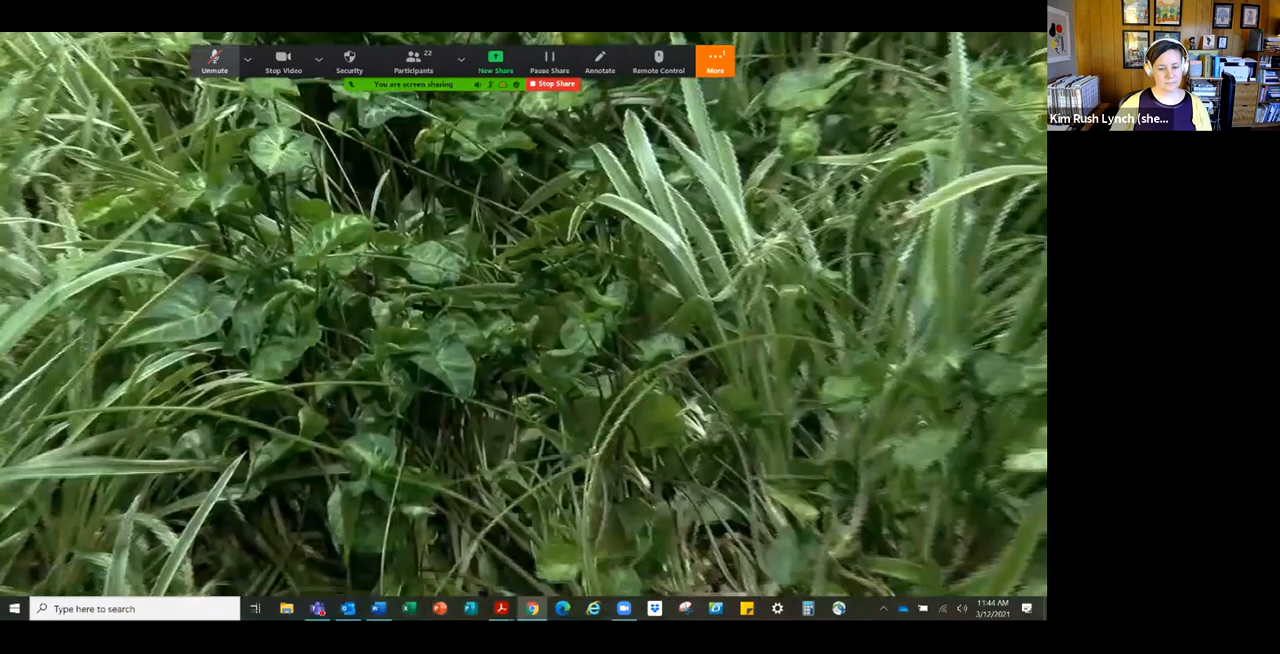 22
1
Unmute
Stop Video
Security
Participants
New Share
Pause Share
Annotate
Remote Control
More
You are screen sharing
Stop Share
Kim Rush Lynch (she...
Type here to search
11:44 AM
3/12/2021